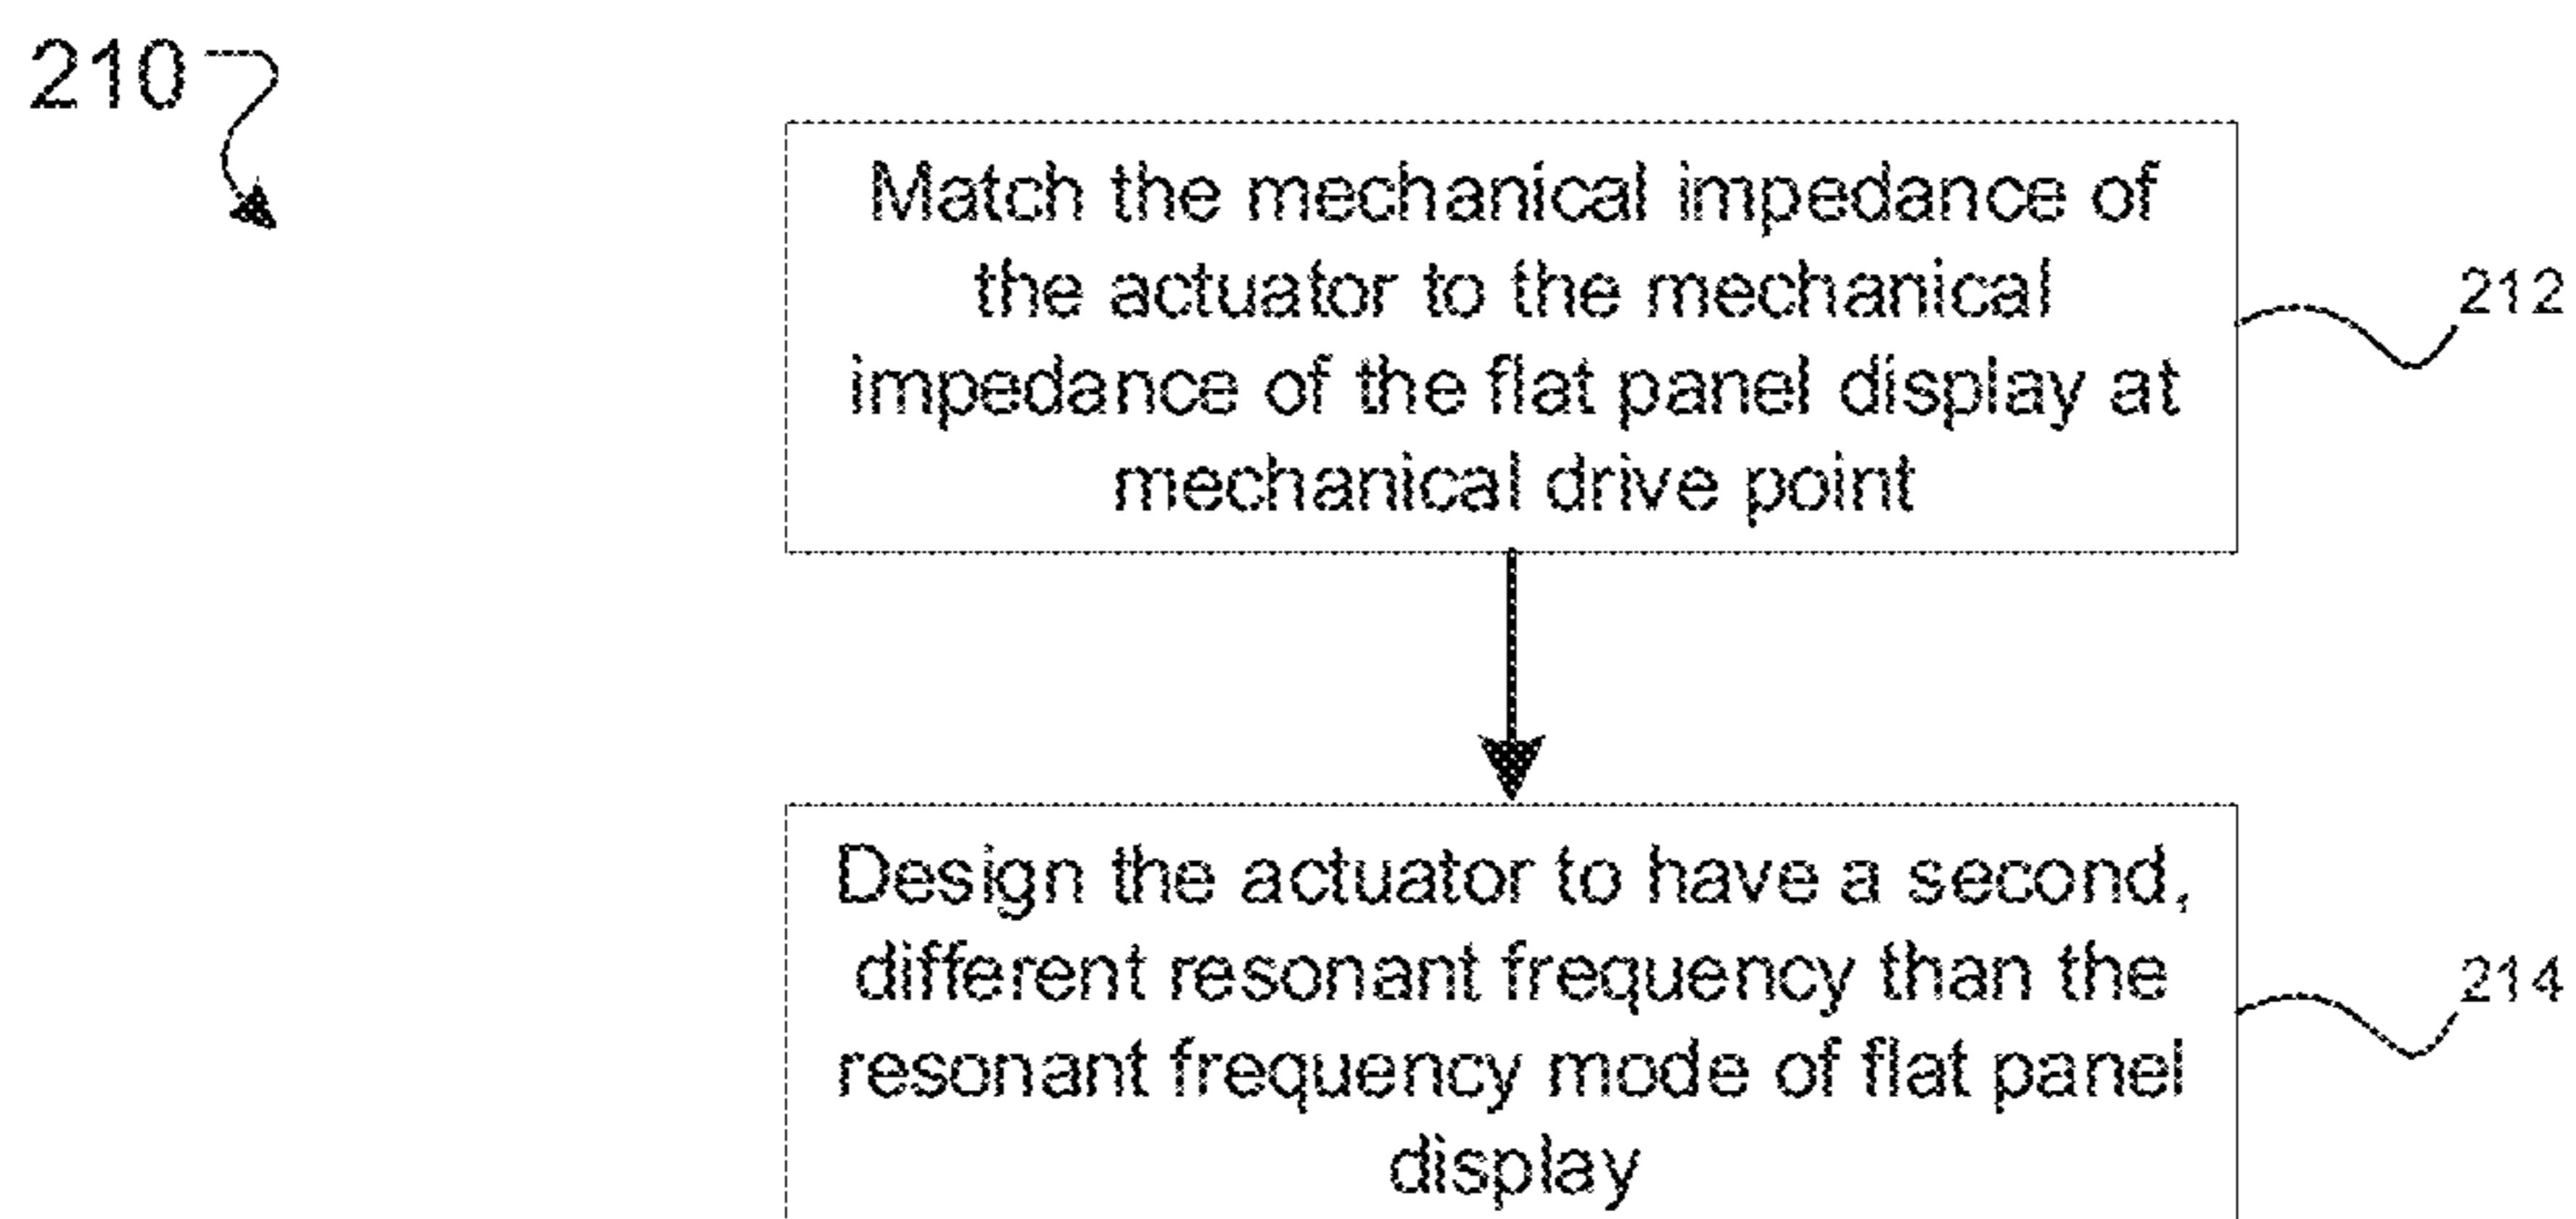 210
Match the mechanical impedance of
the actuator to the mechanical
impedance of the flat panel display at
mechanical drive point
212
Design the actuator to have a second,
different resonant frequency than the
resonant frequency mode of flat panel
display
214